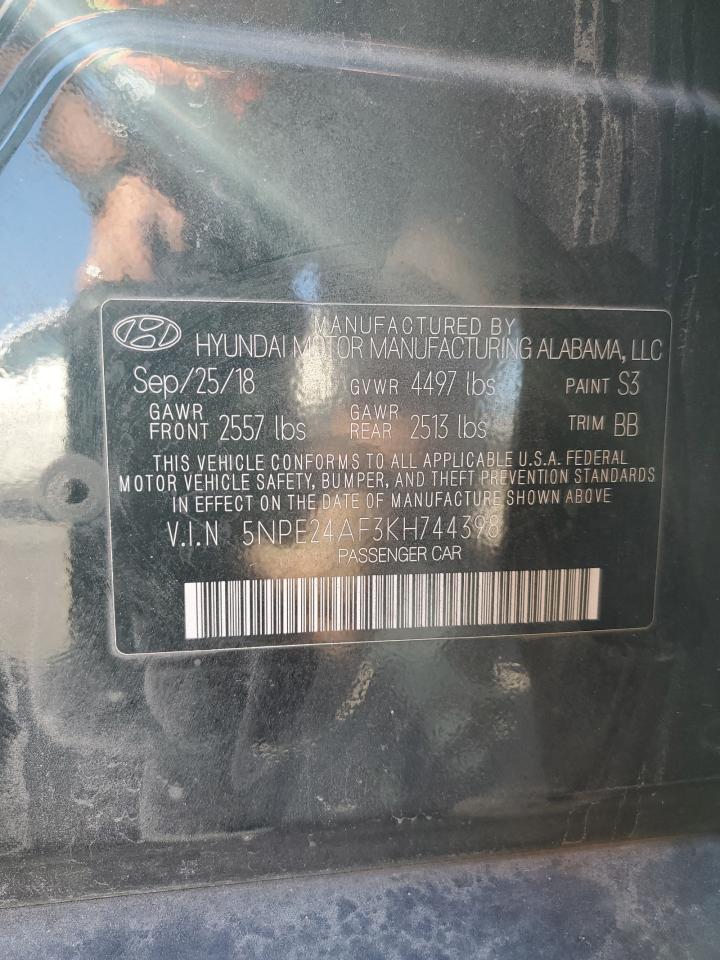 MANUFACTURED BY
HYUNDAI MOTOR MANUFACTURING ALABAMA, LLC
Sep/25/18 GVWR 4497 lbs PAINT S3
GAWR FRONT 2557 lbs GAWR REAR 2513 lbs TRIM BB
THIS VEHICLE CONFORMS TO ALL APPLICABLE U.S.A. FEDERAL
MOTOR VEHICLE SAFETY, BUMPER, AND THEFT PREVENTION STANDARDS
IN EFFECT ON THE DATE OF MANUFACTURE SHOWN ABOVE
V.I.N 5NPE24AF3KH744398
PASSENGER CAR